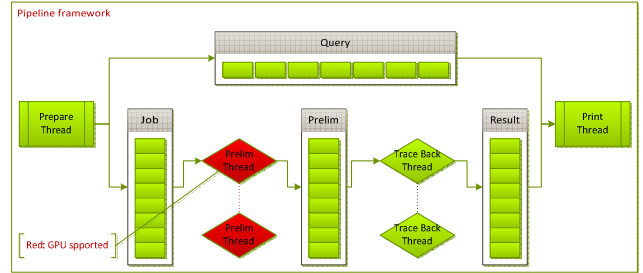 Pipeline framework
Query
Prepare
Thread
Job
Prelim
Result
Print
Thread
Prelim
Thread
Trace Back
Thread
Prelim
Thread
Trace Back
Thread
Red: GPU spported